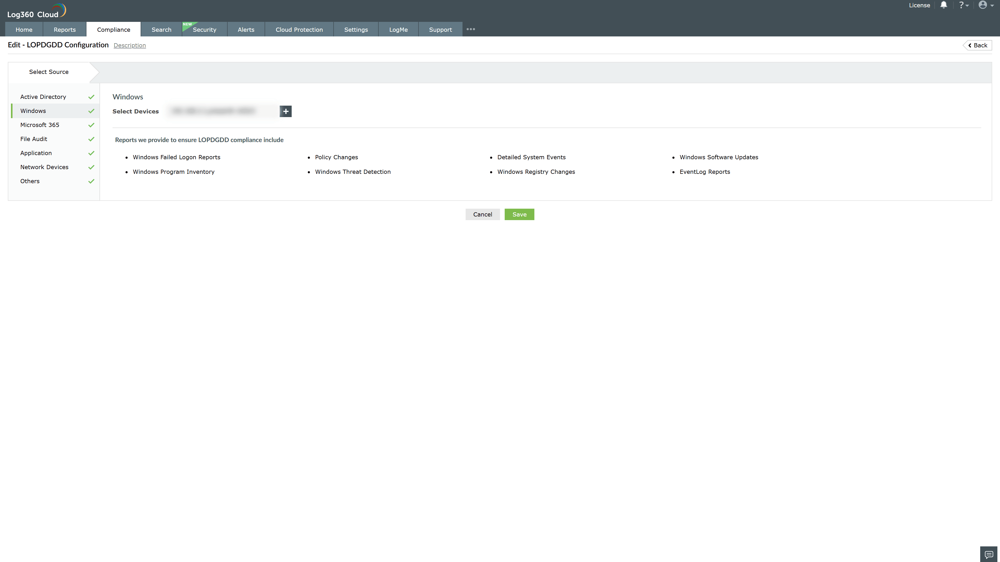 Log360 Cloud
License
?
Home Reports Compliance Search NEW Security Alerts Cloud Protection Settings LogMe Support
Edit - LOPDGDD Configuration Description
Back
Select Source
Active Directory
Windows
Microsoft 365
File Audit
Application
Network Devices
Others
Windows
Select Devices
Reports we provide to ensure LOPDGDD compliance include
Windows Failed Logon Reports
Policy Changes
Detailed System Events
Windows Software Updates
Windows Program Inventory
Windows Threat Detection
Windows Registry Changes
EventLog Reports
Cancel Save